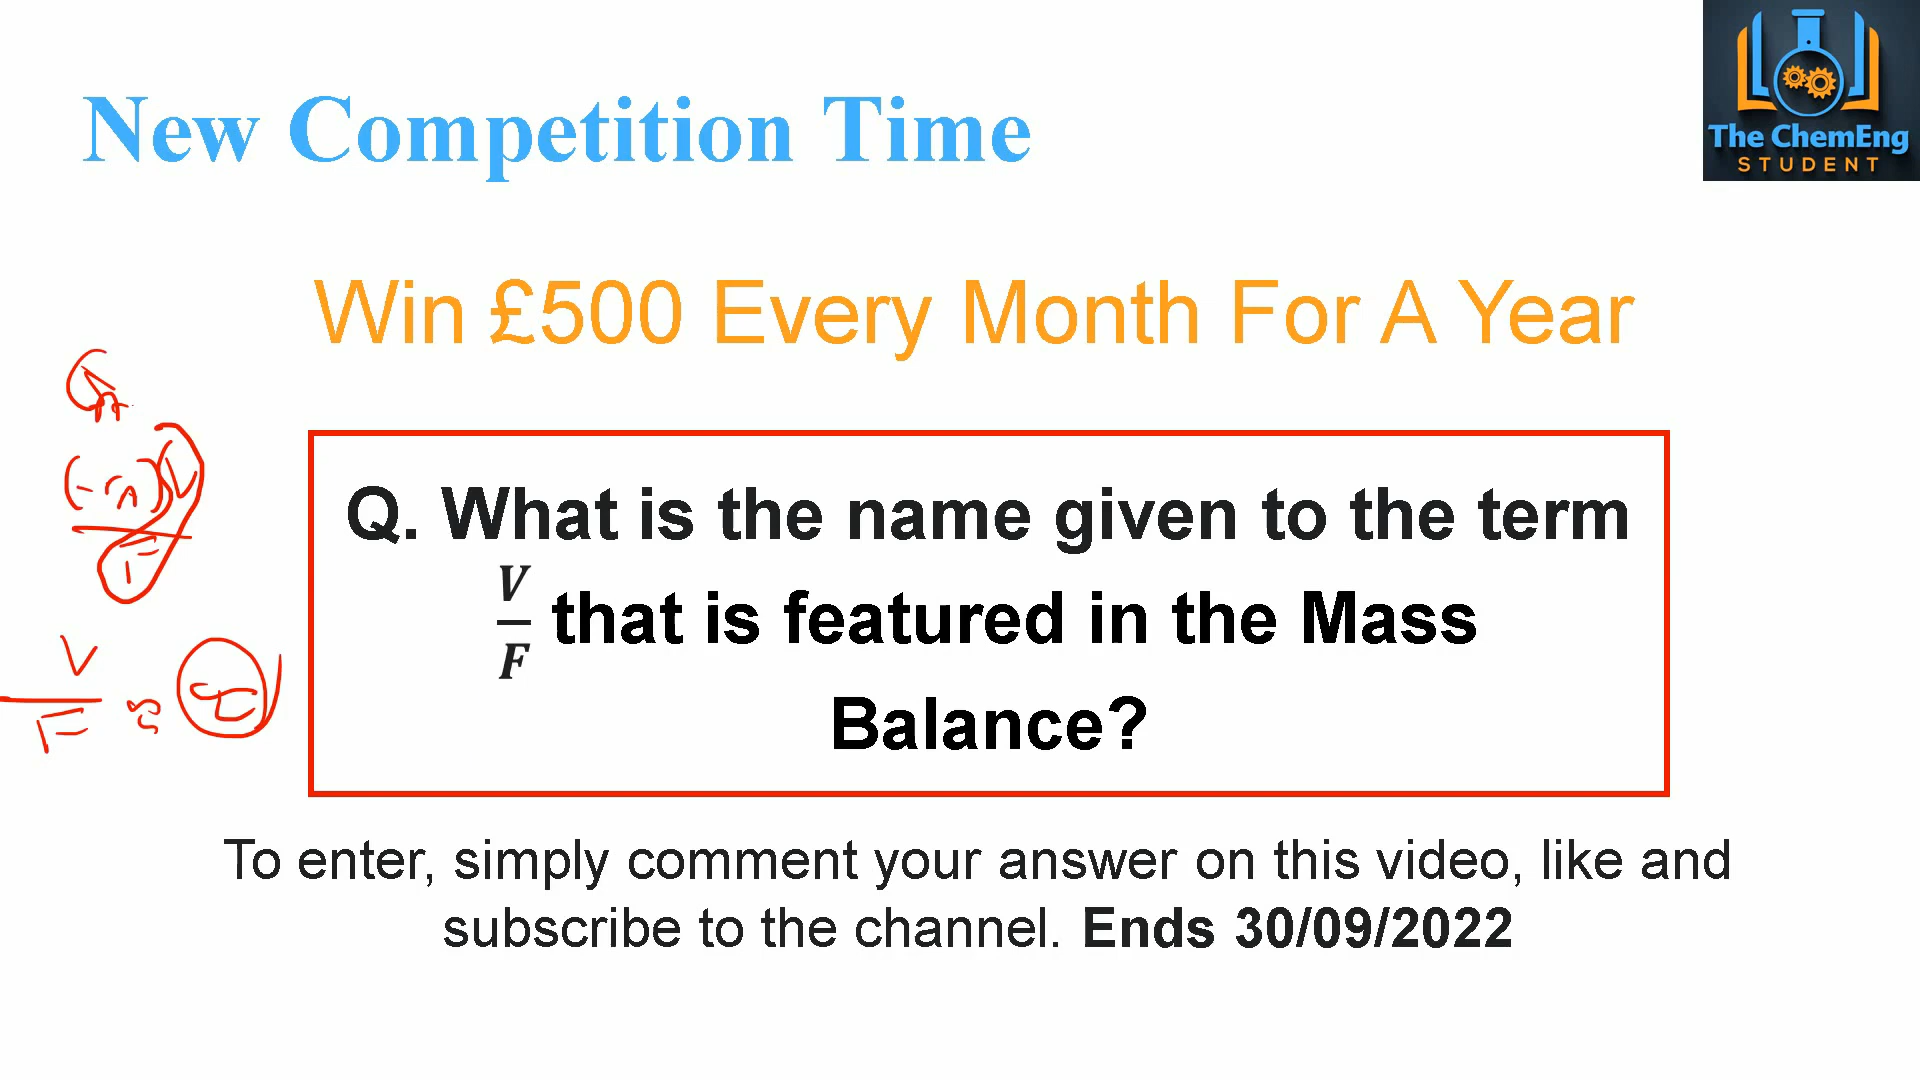 New Competition Time
The ChemEng
STUDENT
Win £500 Every Month For A Year
Q. What is the name given to the term
V/F that is featured in the Mass
Balance?
To enter, simply comment your answer on this video, like and
subscribe to the channel. Ends 30/09/2022
(-rA)V
F
V
F
τ